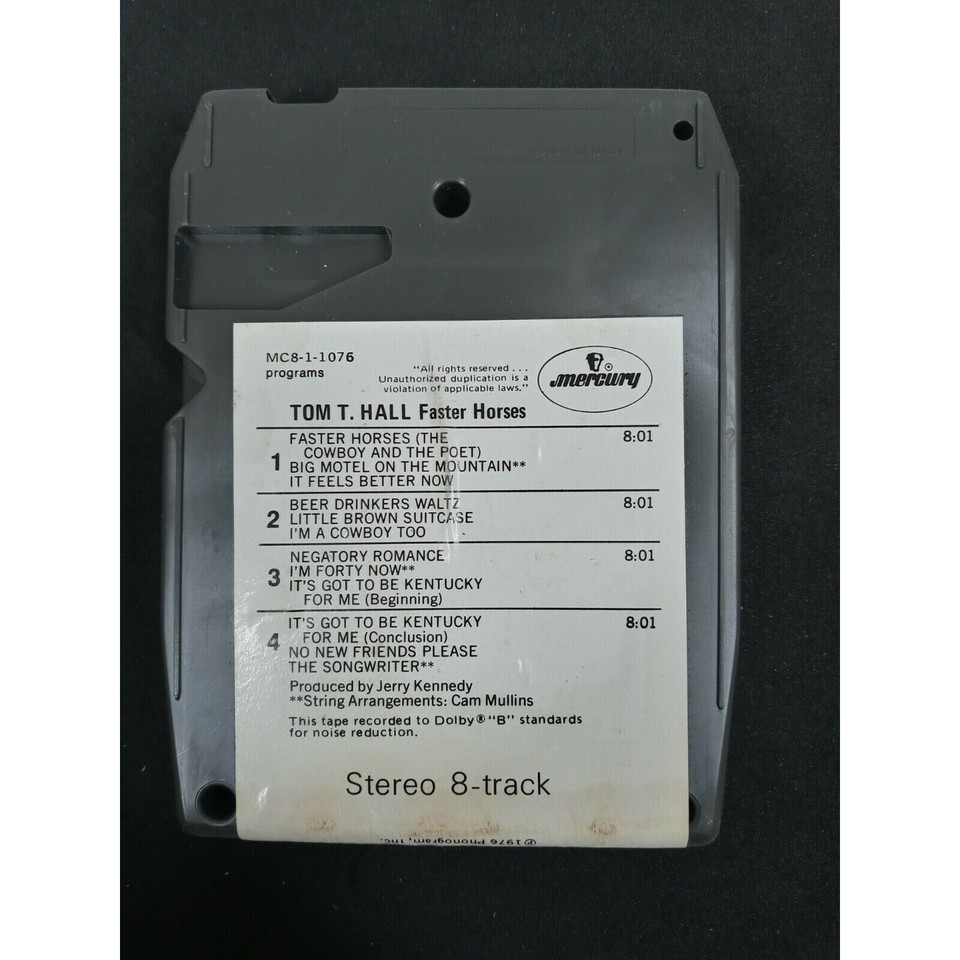 MC8-1-1076
programs
"All rights reserved . . .
Unauthorized duplication is a
violation of applicable laws."
mercury ®
TOM T. HALL Faster Horses
1
FASTER HORSES (THE 8:01
COWBOY AND THE POET)
BIG MOTEL ON THE MOUNTAIN**
IT FEELS BETTER NOW
2
BEER DRINKERS WALTZ 8:01
LITTLE BROWN SUITCASE
I'M A COWBOY TOO
3
NEGATORY ROMANCE 8:01
I'M FORTY NOW**
IT'S GOT TO BE KENTUCKY
FOR ME (Beginning)
4
IT'S GOT TO BE KENTUCKY 8:01
FOR ME (Conclusion)
NO NEW FRIENDS PLEASE
THE SONGWRITER**
Produced by Jerry Kennedy
**String Arrangements: Cam Mullins
This tape recorded to Dolby® "B" standards
for noise reduction.
Stereo 8-track
℗ 1976 Phonogram, Inc.